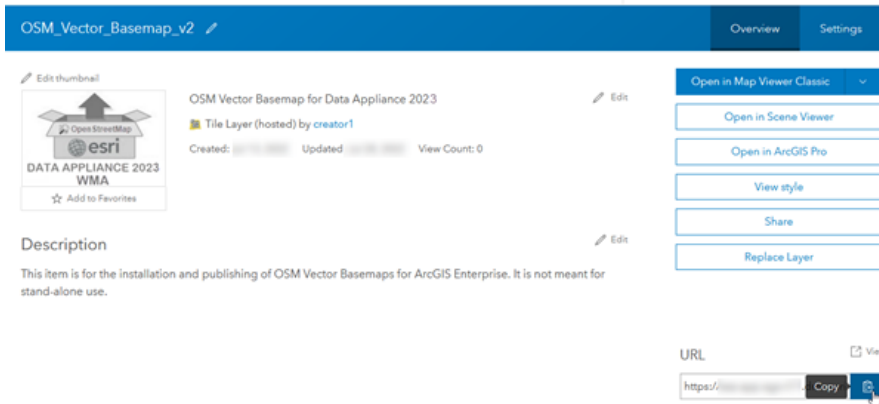 OSM_Vector_Basemap_v2
Overview
Settings
Edit thumbnail
OpenStreetMap
esri
DATA APPLIANCE 2023
WMA
Add to Favorites
OSM Vector Basemap for Data Appliance 2023
Edit
Tile Layer (hosted) by creator1
Created:
Updated
View Count: 0
Description
Edit
This item is for the installation and publishing of OSM Vector Basemaps for ArcGIS Enterprise. It is not meant for
stand-alone use.
Open in Map Viewer Classic
Open in Scene Viewer
Open in ArcGIS Pro
View style
Share
Replace Layer
URL
Vie
https:/
Copy